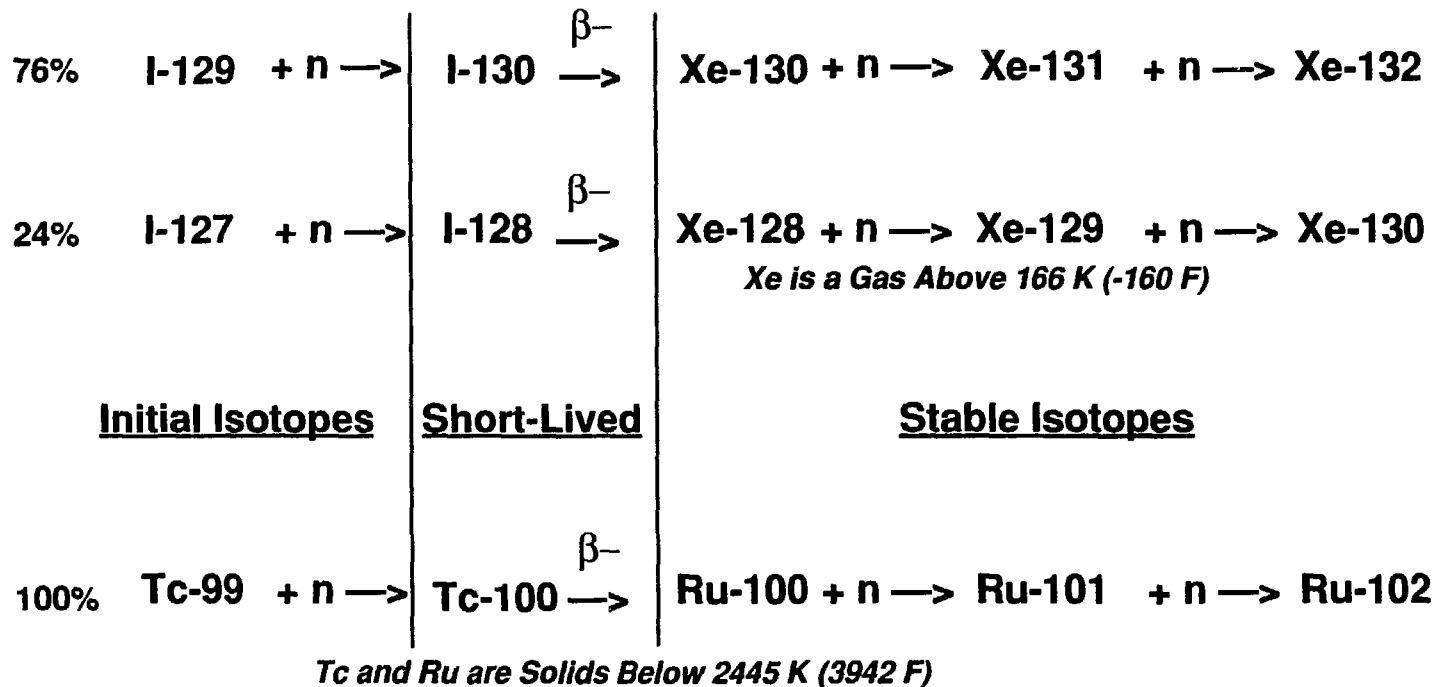 β–
76% I-129 + n —> I-130 —> Xe-130 + n —> Xe-131 + n —> Xe-132
β–
24% I-127 + n —> I-128 —> Xe-128 + n —> Xe-129 + n —> Xe-130
Xe is a Gas Above 166 K (-160 F)
Initial Isotopes Short-Lived Stable Isotopes
β–
100% Tc-99 + n —> Tc-100 —> Ru-100 + n —> Ru-101 + n —> Ru-102
Tc and Ru are Solids Below 2445 K (3942 F)